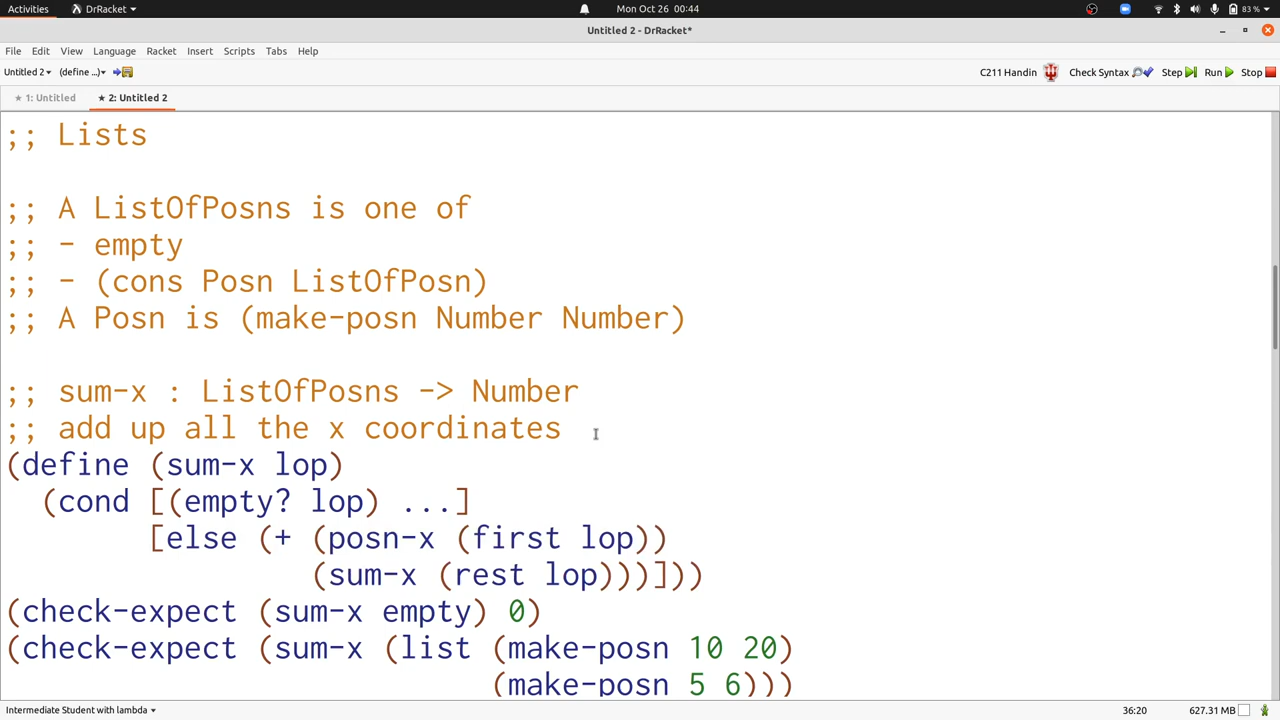 Activities DrRacket Mon Oct 26 00:44 83 %
Untitled 2 - DrRacket*
File Edit View Language Racket Insert Scripts Tabs Help
Untitled 2 (define ...) C211 Handin Check Syntax Step Run Stop
★ 1: Untitled ★ 2: Untitled 2
;; Lists
;; A ListOfPosns is one of
;; - empty
;; - (cons Posn ListOfPosn)
;; A Posn is (make-posn Number Number)
;; sum-x : ListOfPosns -> Number
;; add up all the x coordinates
(define (sum-x lop)
(cond [(empty? lop) ...]
[else (+ (posn-x (first lop))
(sum-x (rest lop)))]))
(check-expect (sum-x empty) 0)
(check-expect (sum-x (list (make-posn 10 20)
(make-posn 5 6)))
Intermediate Student with lambda 36:20 627.31 MB